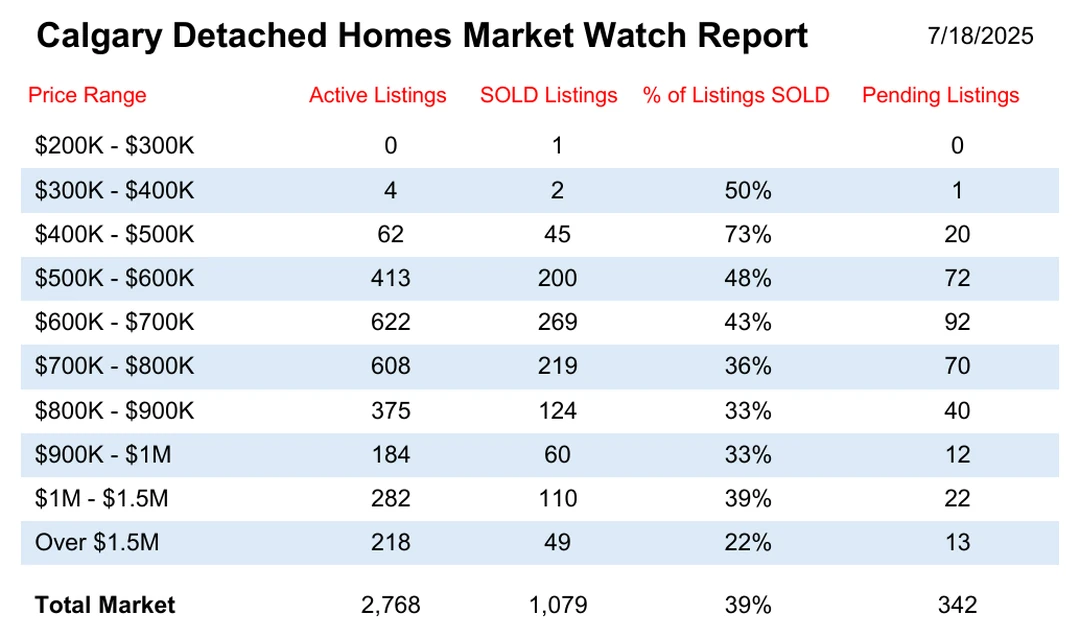 Calgary Detached Homes Market Watch Report 7/18/2025
Price Range Active Listings SOLD Listings % of Listings SOLD Pending Listings
$200K - $300K 0 1 0
$300K - $400K 4 2 50% 1
$400K - $500K 62 45 73% 20
$500K - $600K 413 200 48% 72
$600K - $700K 622 269 43% 92
$700K - $800K 608 219 36% 70
$800K - $900K 375 124 33% 40
$900K - $1M 184 60 33% 12
$1M - $1.5M 282 110 39% 22
Over $1.5M 218 49 22% 13
Total Market 2,768 1,079 39% 342